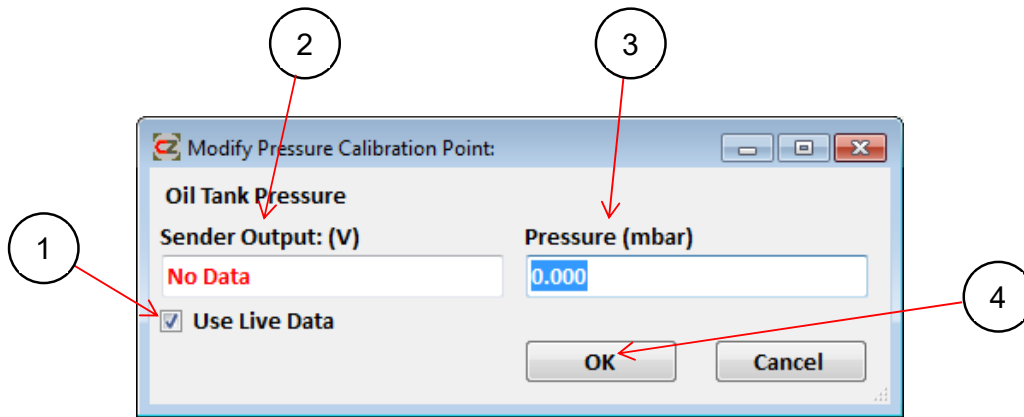 2
3
Modify Pressure Calibration Point:
Oil Tank Pressure
1
Sender Output: (V)
Pressure (mbar)
No Data
0.000
4
Use Live Data
OK
Cancel